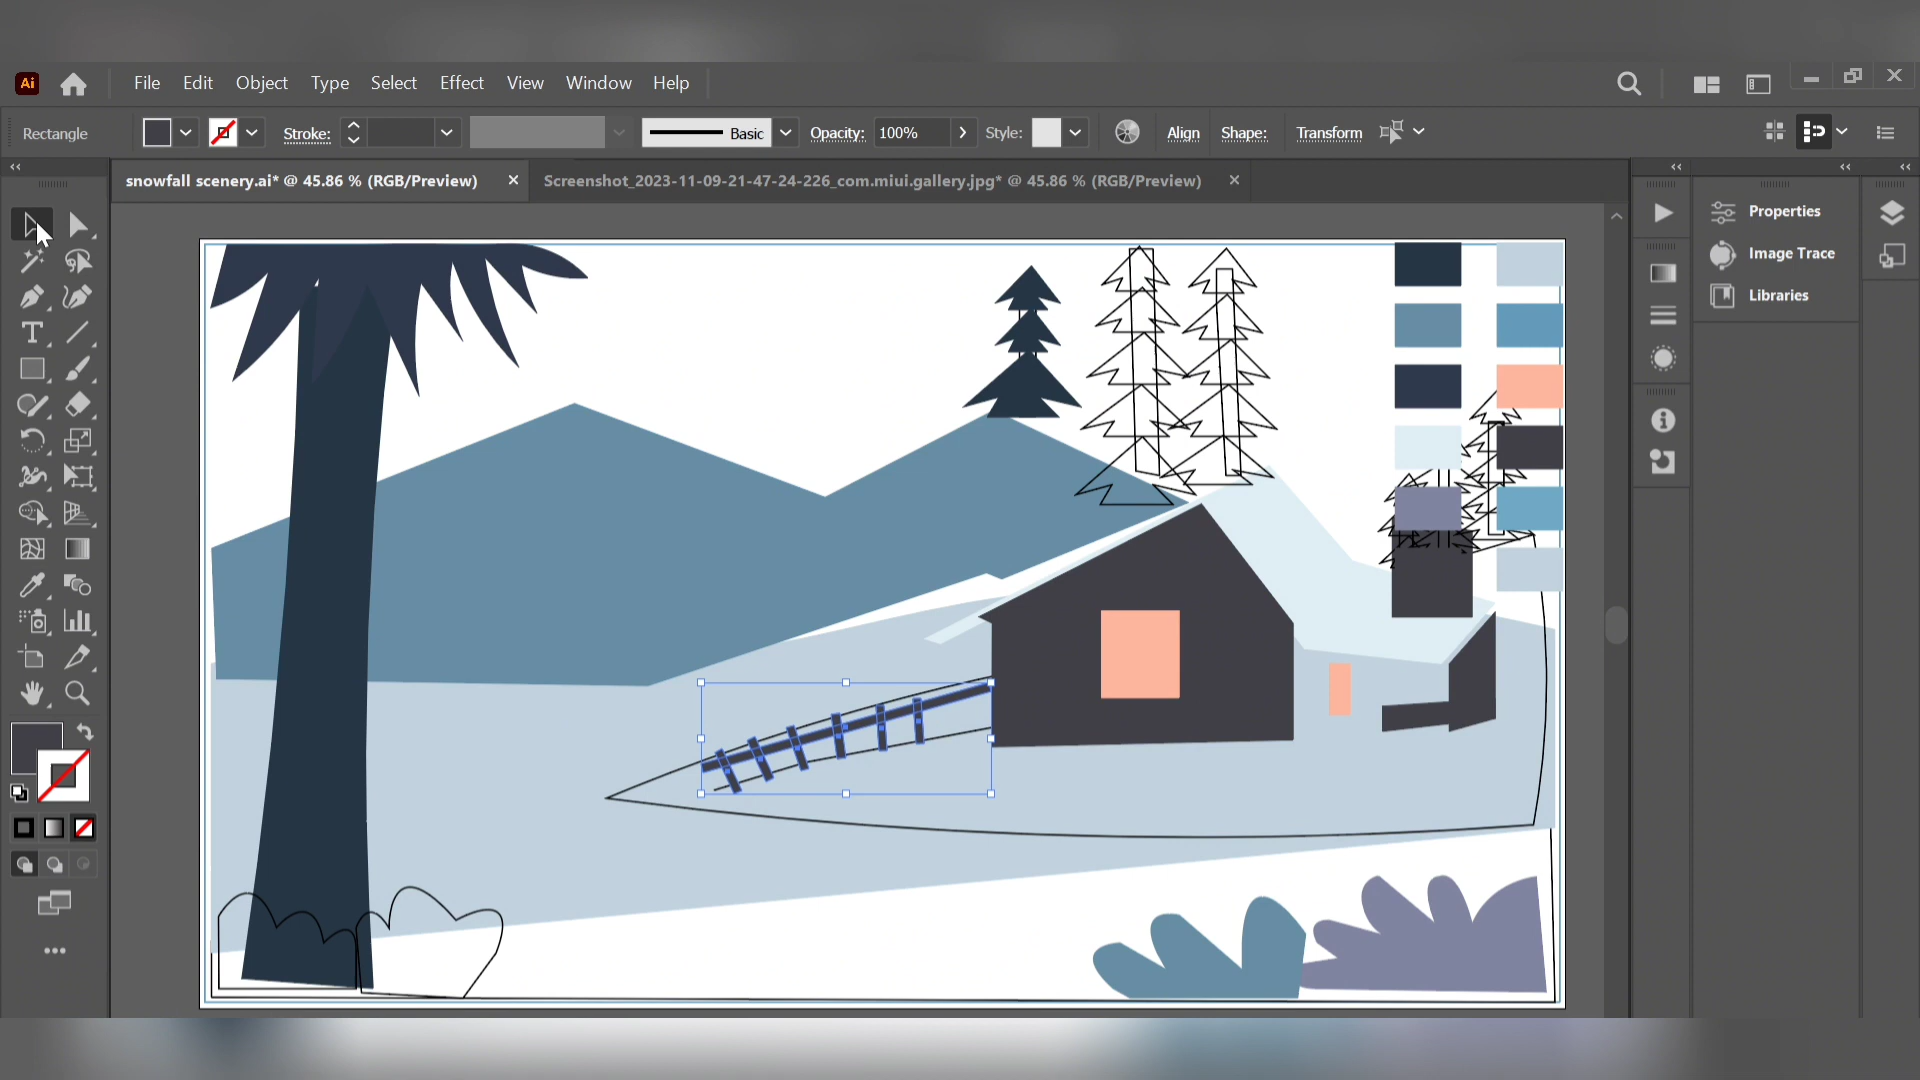 Ai File Edit Object Type Select Effect View Window Help
Rectangle Stroke: Basic Opacity: 100% Style: Align Shape: Transform
snowfall scenery.ai* @ 45.86 % (RGB/Preview) Screenshot_2023-11-09-21-47-24-226_com.miui.gallery.jpg* @ 45.86 % (RGB/Preview)
Properties
Image Trace
Libraries